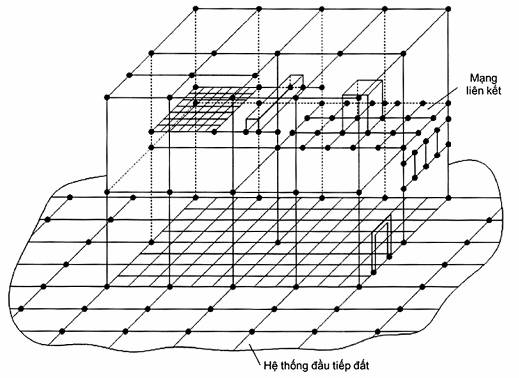 Mạng
liên kết
Hệ thống đầu tiếp đất